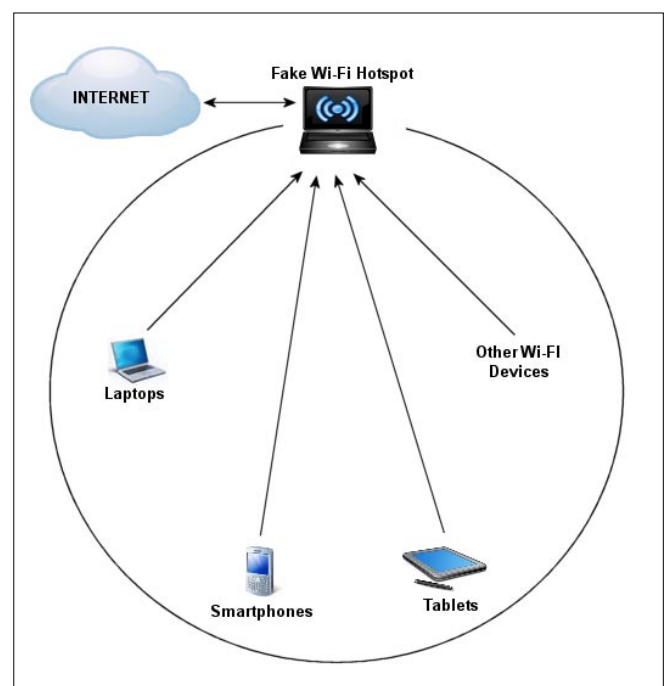 Fake Wi-Fi Hotspot
INTERNET
Other Wi-FI
Devices
Laptops
Smartphones
Tablets